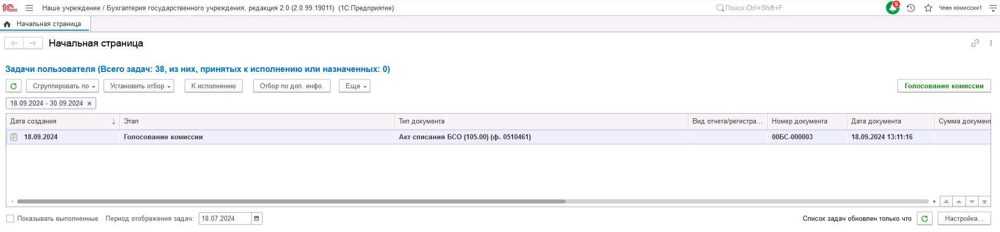 1С Наше учреждение / Бухгалтерия государственного учреждения, редакция 2.0 (2.0.99.19011) (1С:Предприятие) Поиск Ctrl+Shift+F 9 Член комиссии1
Начальная страница
Начальная страница
Задачи пользователя (Всего задач: 38, из них, принятых к исполнению или назначенных: 0)
Сгруппировать по Установить отбор К исполнению Отбор по доп. инфо. Еще Голосование комиссии
18.09.2024 - 30.09.2024 ×
Дата создания ↓ Этап Тип документа Вид отчета/регистра... Номер документа Дата документа Сумма документ
18.09.2024 Голосование комиссии Акт списания БСО (105.00) (ф. 0510461) 00БС-000003 18.09.2024 13:11:16
Показывать выполненные Период отображения задач: 18.07.2024 Список задач обновлен только что Настройка...